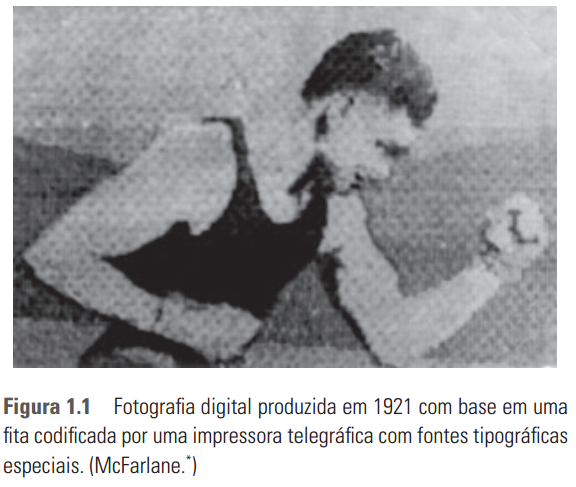 Figura 1.1 Fotografia digital produzida em 1921 com base em uma
fita codificada por uma impressora telegráfica com fontes tipográficas
especiais. (McFarlane.*)